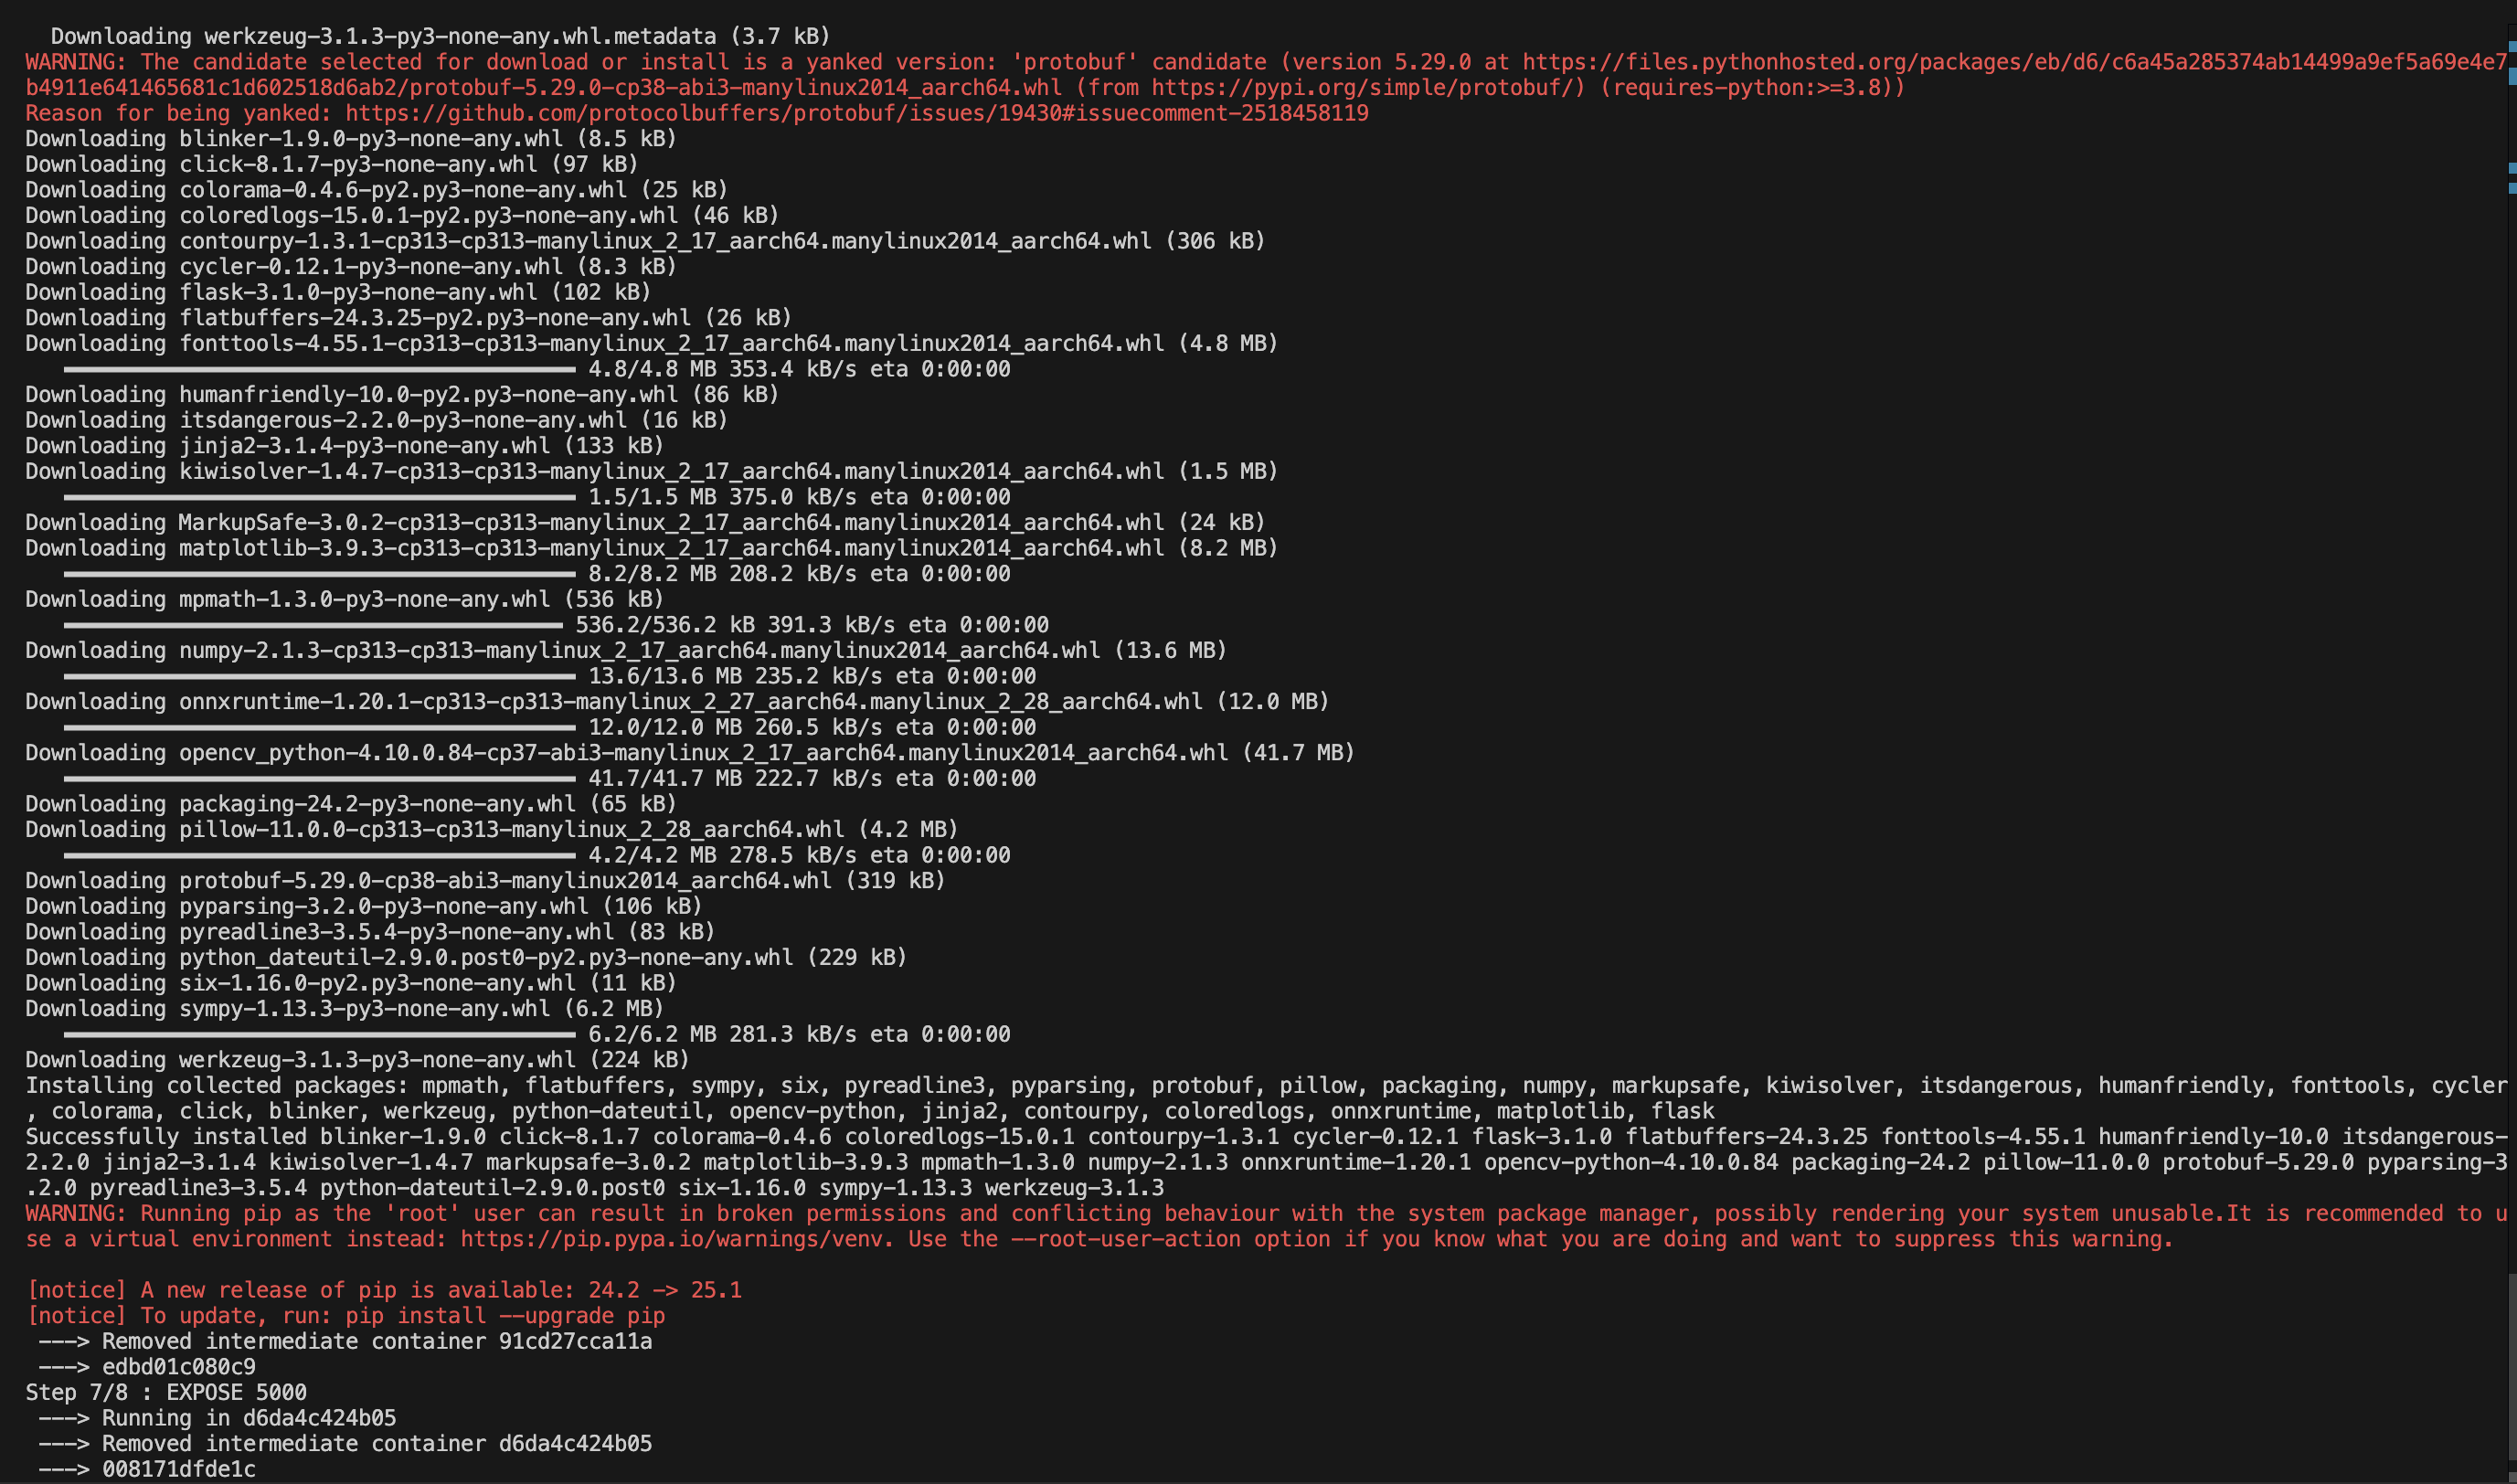 Downloading werkzeug-3.1.3-py3-none-any.whl.metadata (3.7 kB)
WARNING: The candidate selected for download or install is a yanked version: 'protobuf' candidate (version 5.29.0 at https://files.pythonhosted.org/packages/eb/d6/c6a45a285374ab14499a9ef5a69e4e7
b4911e641465681c1d602518d6ab2/protobuf-5.29.0-cp38-abi3-manylinux2014_aarch64.whl (from https://pypi.org/simple/protobuf/) (requires-python:>=3.8))
Reason for being yanked: https://github.com/protocolbuffers/protobuf/issues/19430#issuecomment-2518458119
Downloading blinker-1.9.0-py3-none-any.whl (8.5 kB)
Downloading click-8.1.7-py3-none-any.whl (97 kB)
Downloading colorama-0.4.6-py2.py3-none-any.whl (25 kB)
Downloading coloredlogs-15.0.1-py2.py3-none-any.whl (46 kB)
Downloading contourpy-1.3.1-cp313-cp313-manylinux_2_17_aarch64.manylinux2014_aarch64.whl (306 kB)
Downloading cycler-0.12.1-py3-none-any.whl (8.3 kB)
Downloading flask-3.1.0-py3-none-any.whl (102 kB)
Downloading flatbuffers-24.3.25-py2.py3-none-any.whl (26 kB)
Downloading fonttools-4.55.1-cp313-cp313-manylinux_2_17_aarch64.manylinux2014_aarch64.whl (4.8 MB)
4.8/4.8 MB 353.4 kB/s eta 0:00:00
Downloading humanfriendly-10.0-py2.py3-none-any.whl (86 kB)
Downloading itsdangerous-2.2.0-py3-none-any.whl (16 kB)
Downloading jinja2-3.1.4-py3-none-any.whl (133 kB)
Downloading kiwisolver-1.4.7-cp313-cp313-manylinux_2_17_aarch64.manylinux2014_aarch64.whl (1.5 MB)
1.5/1.5 MB 375.0 kB/s eta 0:00:00
Downloading MarkupSafe-3.0.2-cp313-cp313-manylinux_2_17_aarch64.manylinux2014_aarch64.whl (24 kB)
Downloading matplotlib-3.9.3-cp313-cp313-manylinux_2_17_aarch64.manylinux2014_aarch64.whl (8.2 MB)
8.2/8.2 MB 208.2 kB/s eta 0:00:00
Downloading mpmath-1.3.0-py3-none-any.whl (536 kB)
536.2/536.2 kB 391.3 kB/s eta 0:00:00
Downloading numpy-2.1.3-cp313-cp313-manylinux_2_17_aarch64.manylinux2014_aarch64.whl (13.6 MB)
13.6/13.6 MB 235.2 kB/s eta 0:00:00
Downloading onnxruntime-1.20.1-cp313-cp313-manylinux_2_27_aarch64.manylinux_2_28_aarch64.whl (12.0 MB)
12.0/12.0 MB 260.5 kB/s eta 0:00:00
Downloading opencv_python-4.10.0.84-cp37-abi3-manylinux_2_17_aarch64.manylinux2014_aarch64.whl (41.7 MB)
41.7/41.7 MB 222.7 kB/s eta 0:00:00
Downloading packaging-24.2-py3-none-any.whl (65 kB)
Downloading pillow-11.0.0-cp313-cp313-manylinux_2_28_aarch64.whl (4.2 MB)
4.2/4.2 MB 278.5 kB/s eta 0:00:00
Downloading protobuf-5.29.0-cp38-abi3-manylinux2014_aarch64.whl (319 kB)
Downloading pyparsing-3.2.0-py3-none-any.whl (106 kB)
Downloading pyreadline3-3.5.4-py3-none-any.whl (83 kB)
Downloading python_dateutil-2.9.0.post0-py2.py3-none-any.whl (229 kB)
Downloading six-1.16.0-py2.py3-none-any.whl (11 kB)
Downloading sympy-1.13.3-py3-none-any.whl (6.2 MB)
6.2/6.2 MB 281.3 kB/s eta 0:00:00
Downloading werkzeug-3.1.3-py3-none-any.whl (224 kB)
Installing collected packages: mpmath, flatbuffers, sympy, six, pyreadline3, pyparsing, protobuf, pillow, packaging, numpy, markupsafe, kiwisolver, itsdangerous, humanfriendly, fonttools, cycler
, colorama, click, blinker, werkzeug, python-dateutil, opencv-python, jinja2, contourpy, coloredlogs, onnxruntime, matplotlib, flask
Successfully installed blinker-1.9.0 click-8.1.7 colorama-0.4.6 coloredlogs-15.0.1 contourpy-1.3.1 cycler-0.12.1 flask-3.1.0 flatbuffers-24.3.25 fonttools-4.55.1 humanfriendly-10.0 itsdangerous-
2.2.0 jinja2-3.1.4 kiwisolver-1.4.7 markupsafe-3.0.2 matplotlib-3.9.3 mpmath-1.3.0 numpy-2.1.3 onnxruntime-1.20.1 opencv-python-4.10.0.84 packaging-24.2 pillow-11.0.0 protobuf-5.29.0 pyparsing-3
.2.0 pyreadline3-3.5.4 python-dateutil-2.9.0.post0 six-1.16.0 sympy-1.13.3 werkzeug-3.1.3
WARNING: Running pip as the 'root' user can result in broken permissions and conflicting behaviour with the system package manager, possibly rendering your system unusable.It is recommended to u
se a virtual environment instead: https://pip.pypa.io/warnings/venv. Use the --root-user-action option if you know what you are doing and want to suppress this warning.
[notice] A new release of pip is available: 24.2 -> 25.1
[notice] To update, run: pip install --upgrade pip
---> Removed intermediate container 91cd27cca11a
---> edbd01c080c9
Step 7/8 : EXPOSE 5000
---> Running in d6da4c424b05
---> Removed intermediate container d6da4c424b05
---> 008171dfde1c